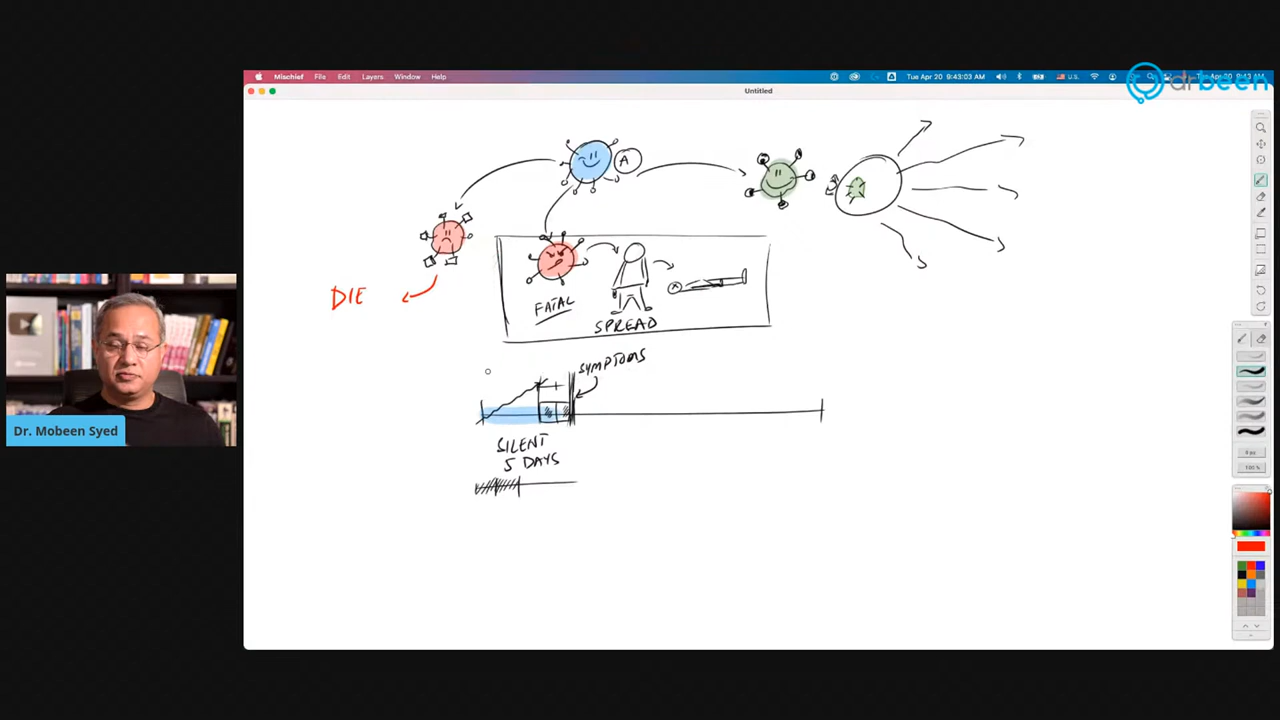 Mischief File Edit Layers Window Help
Tue Apr 20 9:43:03 AM
U.S.
drbeen
Untitled
A
DIE
FATAL
SPREAD
SYMPTOMS
SILENT
5 DAYS
Dr. Mobeen Syed
100%